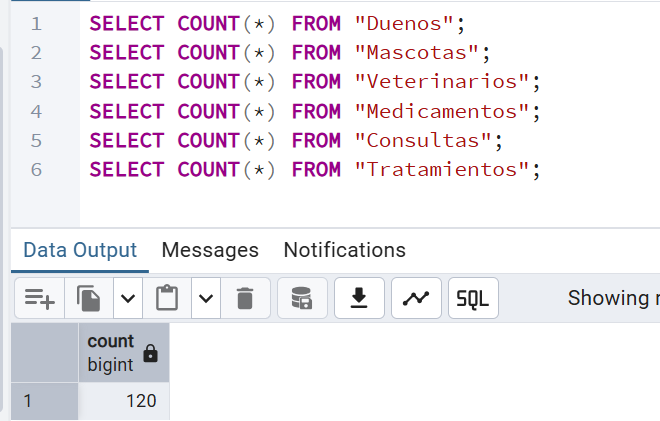 1 SELECT COUNT(*) FROM "Duenos";
2 SELECT COUNT(*) FROM "Mascotas";
3 SELECT COUNT(*) FROM "Veterinarios";
4 SELECT COUNT(*) FROM "Medicamentos";
5 SELECT COUNT(*) FROM "Consultas";
6 SELECT COUNT(*) FROM "Tratamientos";
Data Output Messages Notifications
SQL Showing
count
bigint
1 120